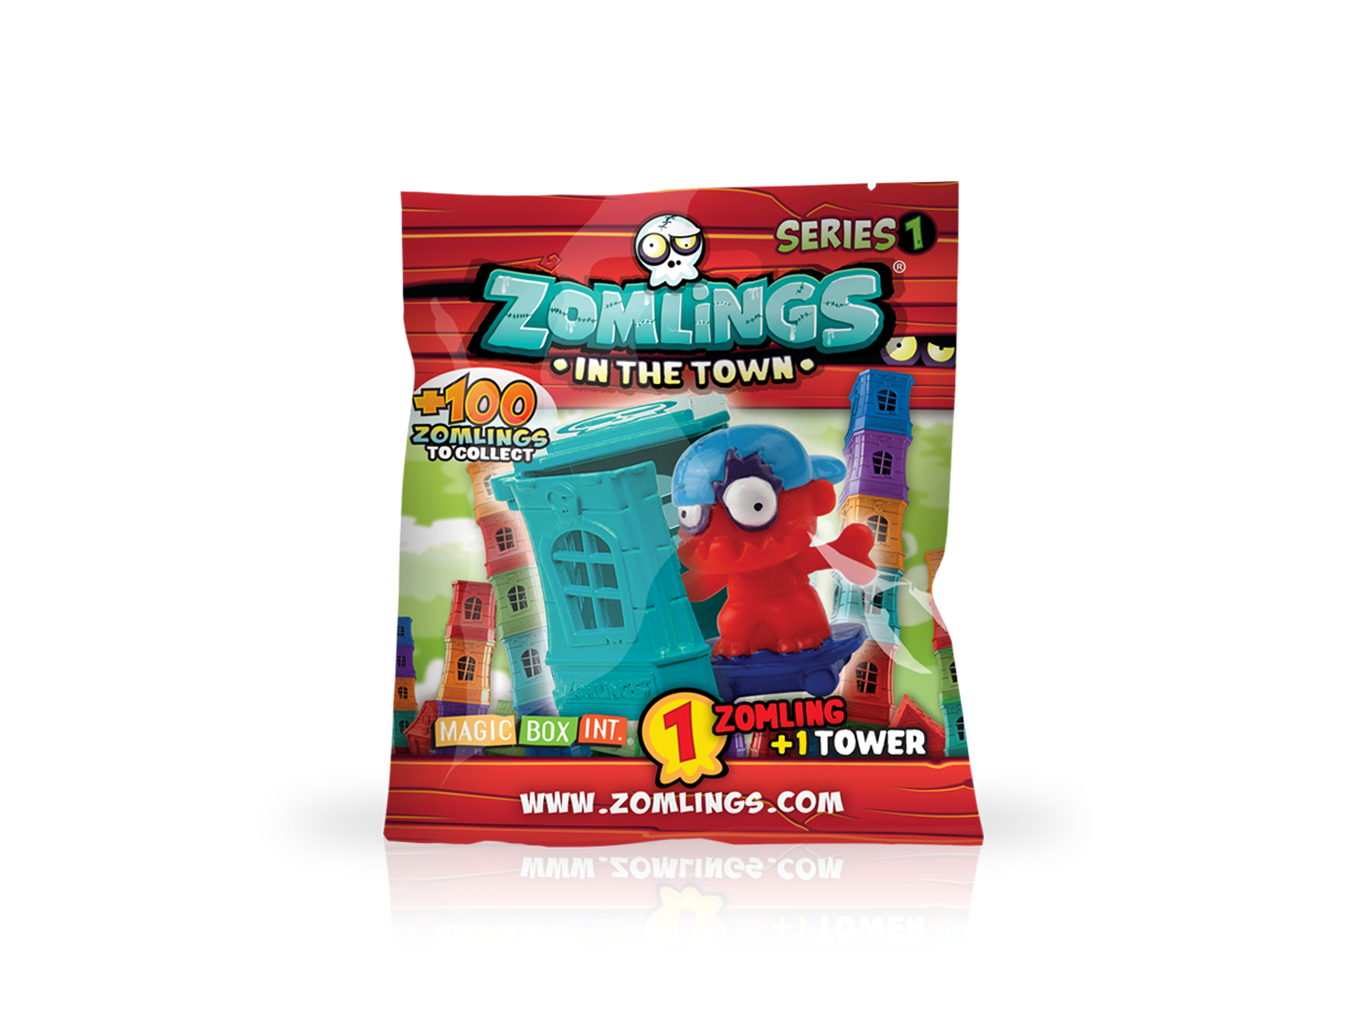 SERIES 1
ZOMLiNGS®
• IN THE TOWN •
+100
ZOMLINGS
TO COLLECT
ZOMLINGS
MAGIC BOX INT.®
1 ZOMLING
+1 TOWER
WWW.ZOMLINGS.COM